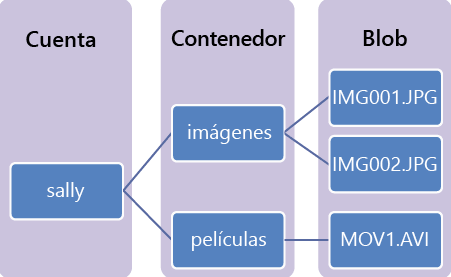 Cuenta
Contenedor
Blob
sally
imágenes
películas
IMG001.JPG
IMG002.JPG
MOV1.AVI